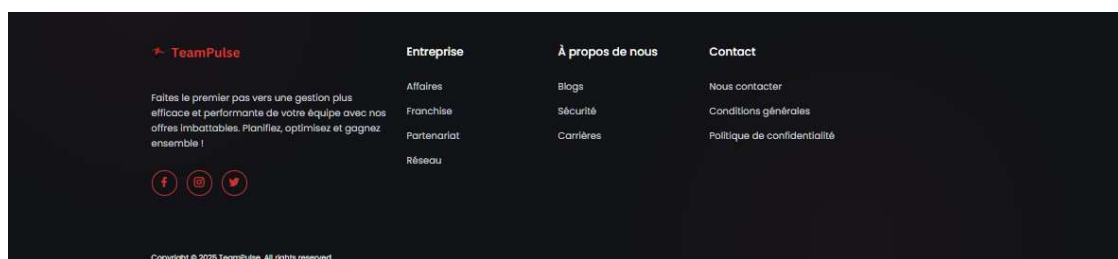 TeamPulse
Faites le premier pas vers une gestion plus
efficace et performante de votre équipe avec nos
offres imbattables. Planifiez, optimisez et gagnez
ensemble !
Entreprise
Affaires
Franchise
Partenariat
Réseau
À propos de nous
Blogs
Sécurité
Carrières
Contact
Nous contacter
Conditions générales
Politique de confidentialité
Copyright © 2025 TeamPulse. All rights reserved